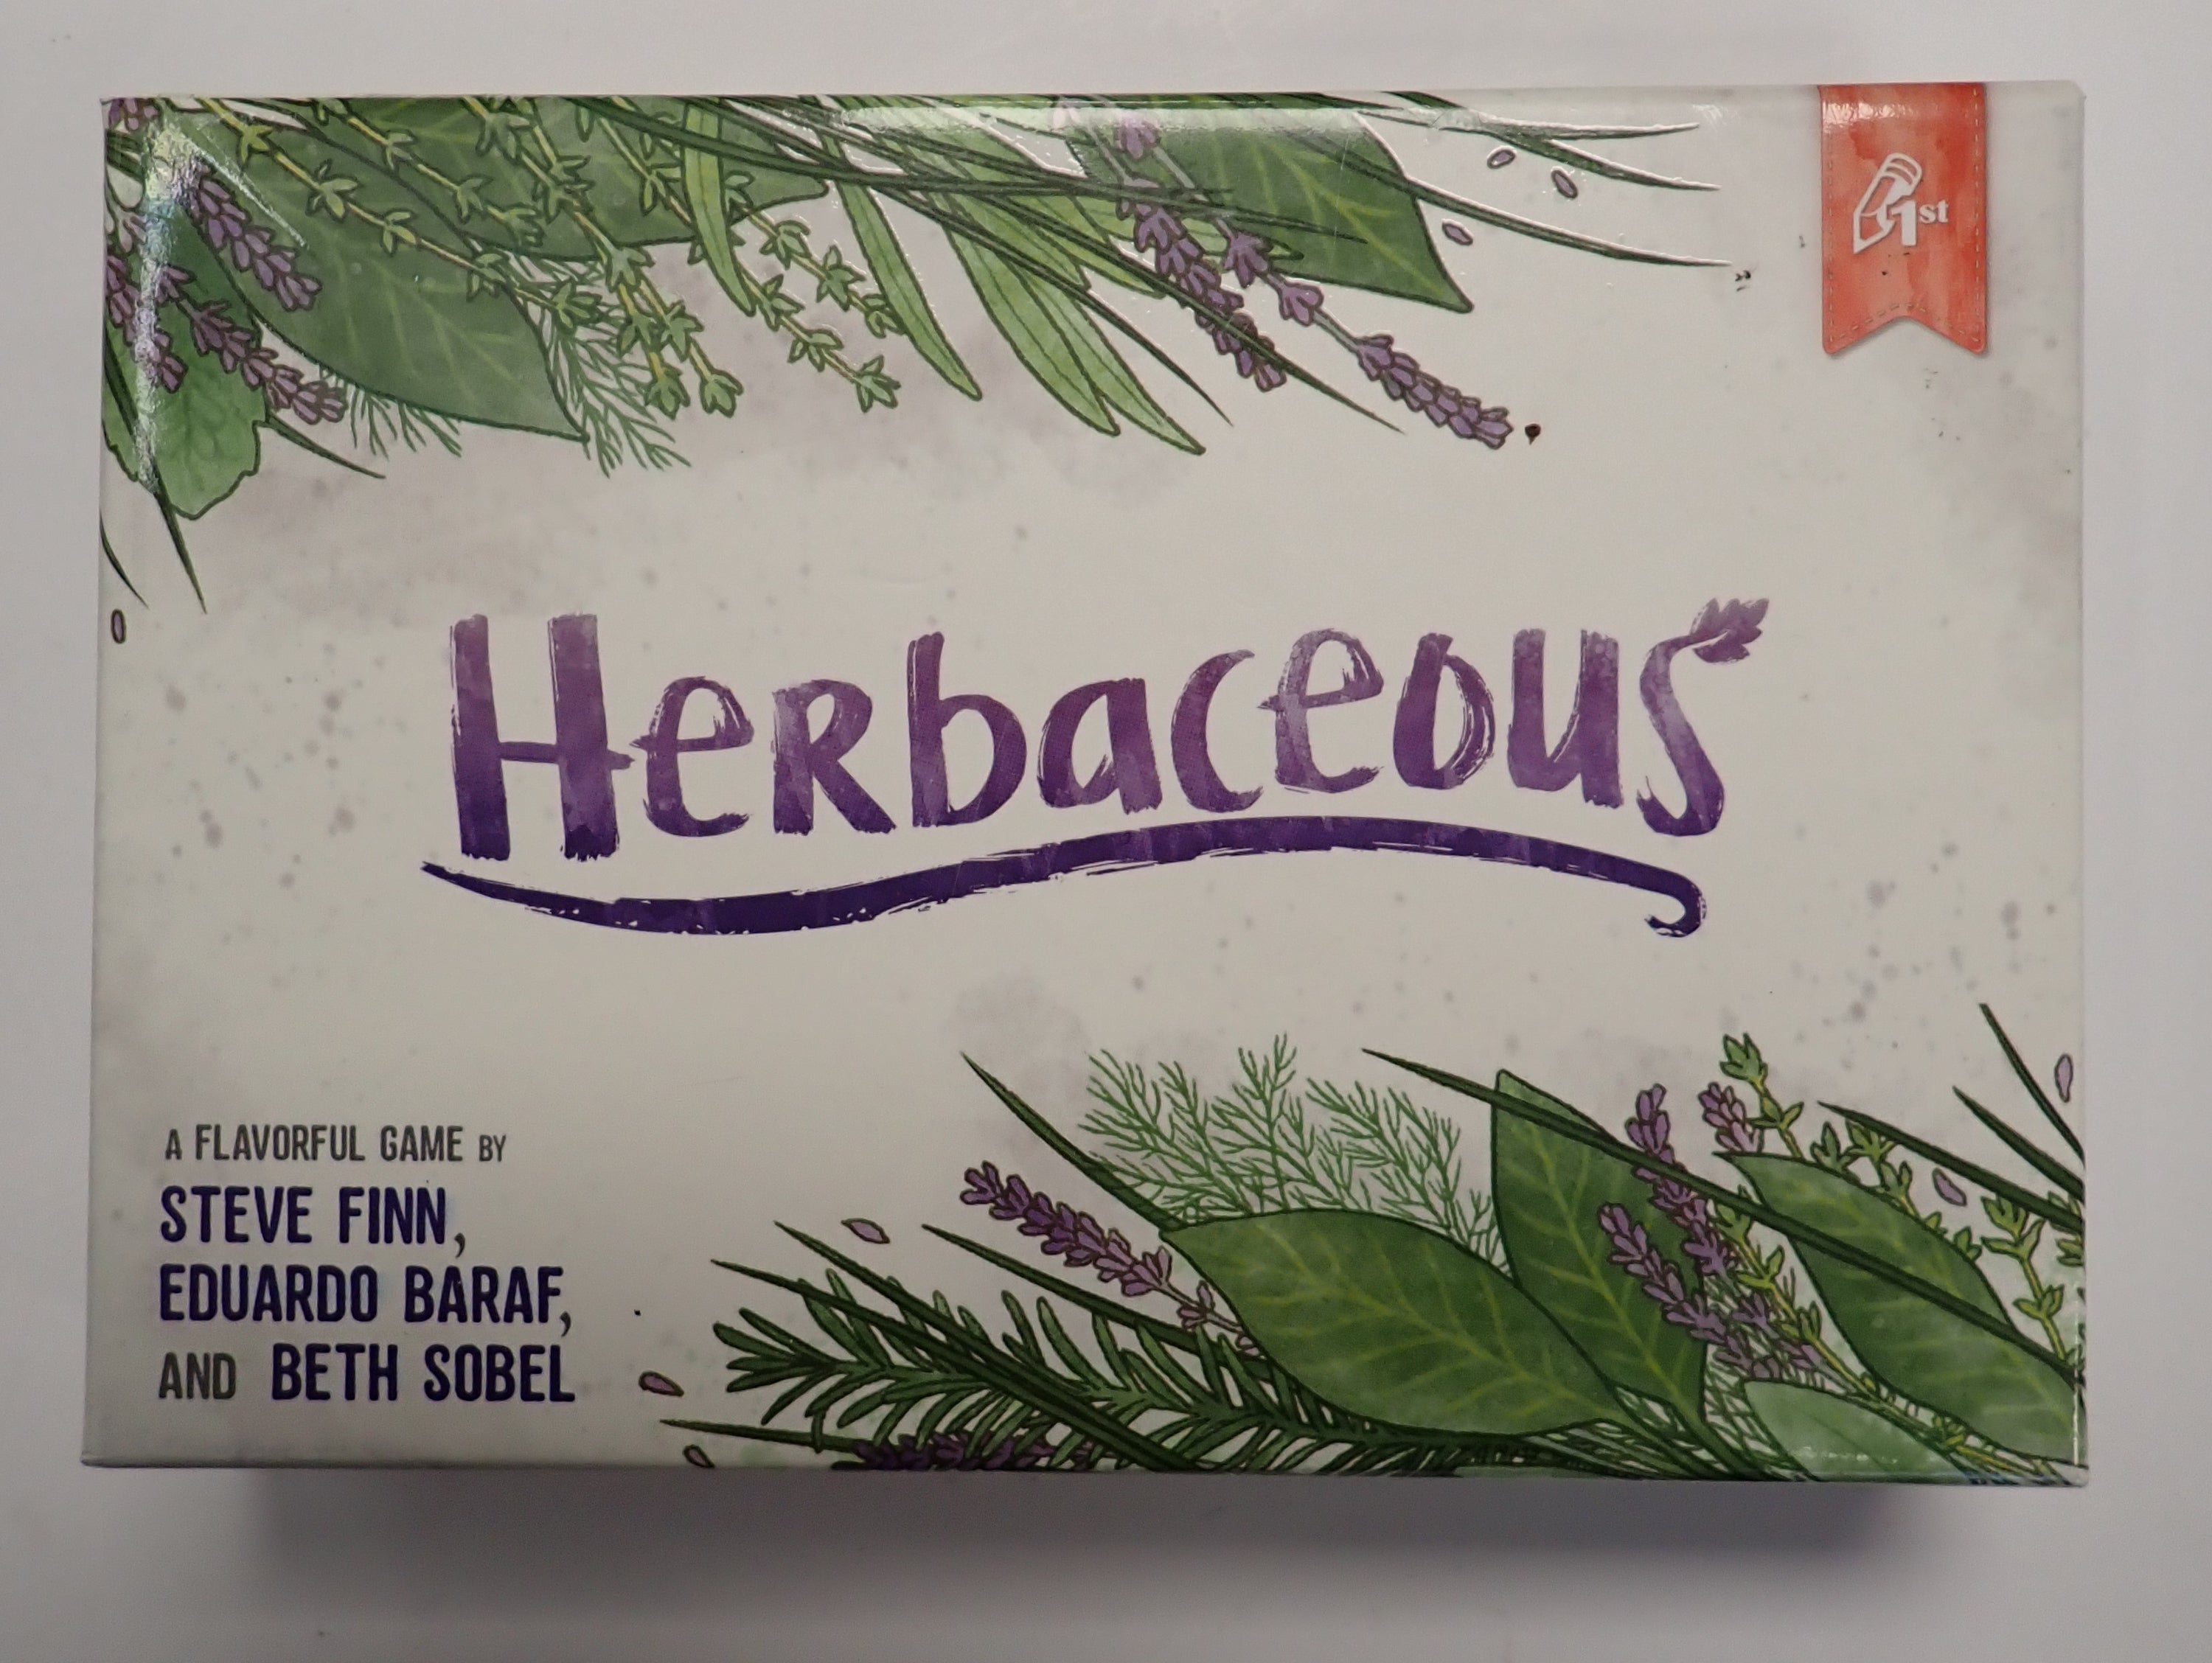 1st
Herbaceous
A FLAVORFUL GAME BY
STEVE FINN,
EDUARDO BARAF,
AND BETH SOBEL